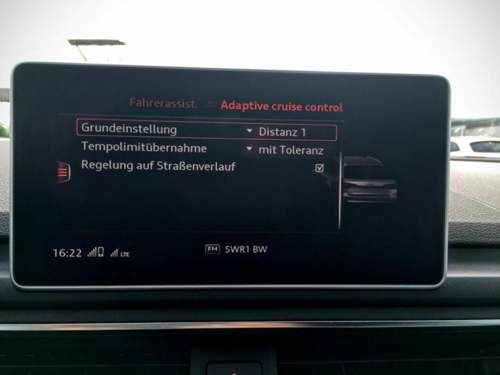 Fahrerassist. Adaptive cruise control
Grundeinstellung Distanz 1
Tempolimitübernahme mit Toleranz
Regelung auf Straßenverlauf
16:22 LTE FM SWR1 BW